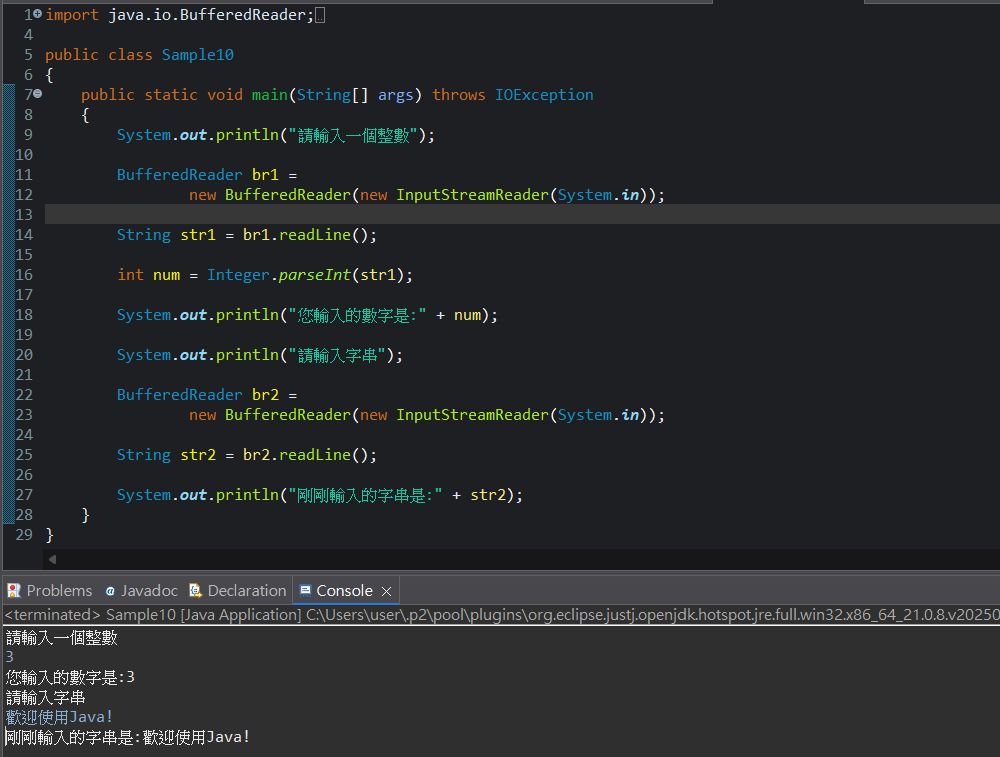 1 import java.io.BufferedReader;
4
5 public class Sample10
6 {
7 public static void main(String[] args) throws IOException
8 {
9 System.out.println("請輸入一個整數");
10
11 BufferedReader br1 =
12 new BufferedReader(new InputStreamReader(System.in));
13
14 String str1 = br1.readLine();
15
16 int num = Integer.parseInt(str1);
17
18 System.out.println("您輸入的數字是:" + num);
19
20 System.out.println("請輸入字串");
21
22 BufferedReader br2 =
23 new BufferedReader(new InputStreamReader(System.in));
24
25 String str2 = br2.readLine();
26
27 System.out.println("剛剛輸入的字串是:" + str2);
28 }
29 }
Problems Javadoc Declaration Console
<terminated> Sample10 [Java Application] C:\Users\user\.p2\pool\plugins\org.eclipse.justj.openjdk.hotspot.jre.full.win32.x86_64_21.0.8.v20250
請輸入一個整數
3
您輸入的數字是:3
請輸入字串
歡迎使用Java!
剛剛輸入的字串是:歡迎使用Java!